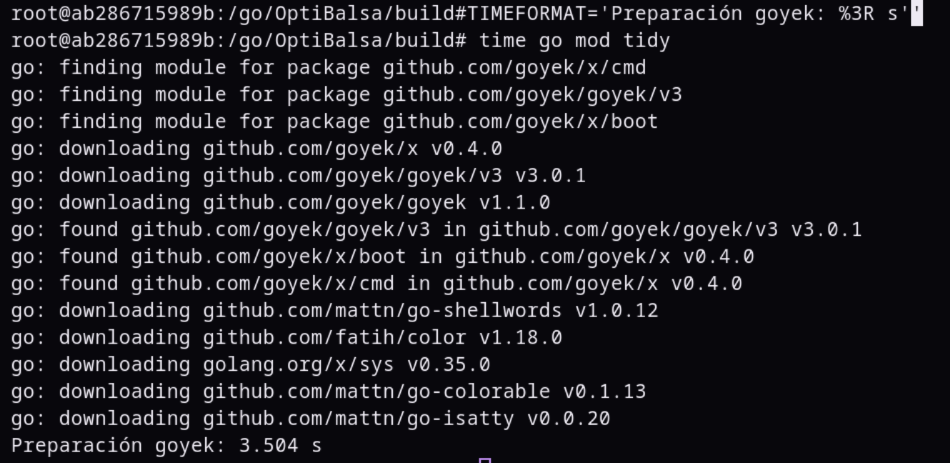 root@ab286715989b:/go/OptiBalsa/build#TIMEFORMAT='Preparación goyek: %3R s''
root@ab286715989b:/go/OptiBalsa/build# time go mod tidy
go: finding module for package github.com/goyek/x/cmd
go: finding module for package github.com/goyek/goyek/v3
go: finding module for package github.com/goyek/x/boot
go: downloading github.com/goyek/x v0.4.0
go: downloading github.com/goyek/goyek/v3 v3.0.1
go: downloading github.com/goyek/goyek v1.1.0
go: found github.com/goyek/goyek/v3 in github.com/goyek/goyek/v3 v3.0.1
go: found github.com/goyek/x/boot in github.com/goyek/x v0.4.0
go: found github.com/goyek/x/cmd in github.com/goyek/x v0.4.0
go: downloading github.com/mattn/go-shellwords v1.0.12
go: downloading github.com/fatih/color v1.18.0
go: downloading golang.org/x/sys v0.35.0
go: downloading github.com/mattn/go-colorable v0.1.13
go: downloading github.com/mattn/go-isatty v0.0.20
Preparación goyek: 3.504 s